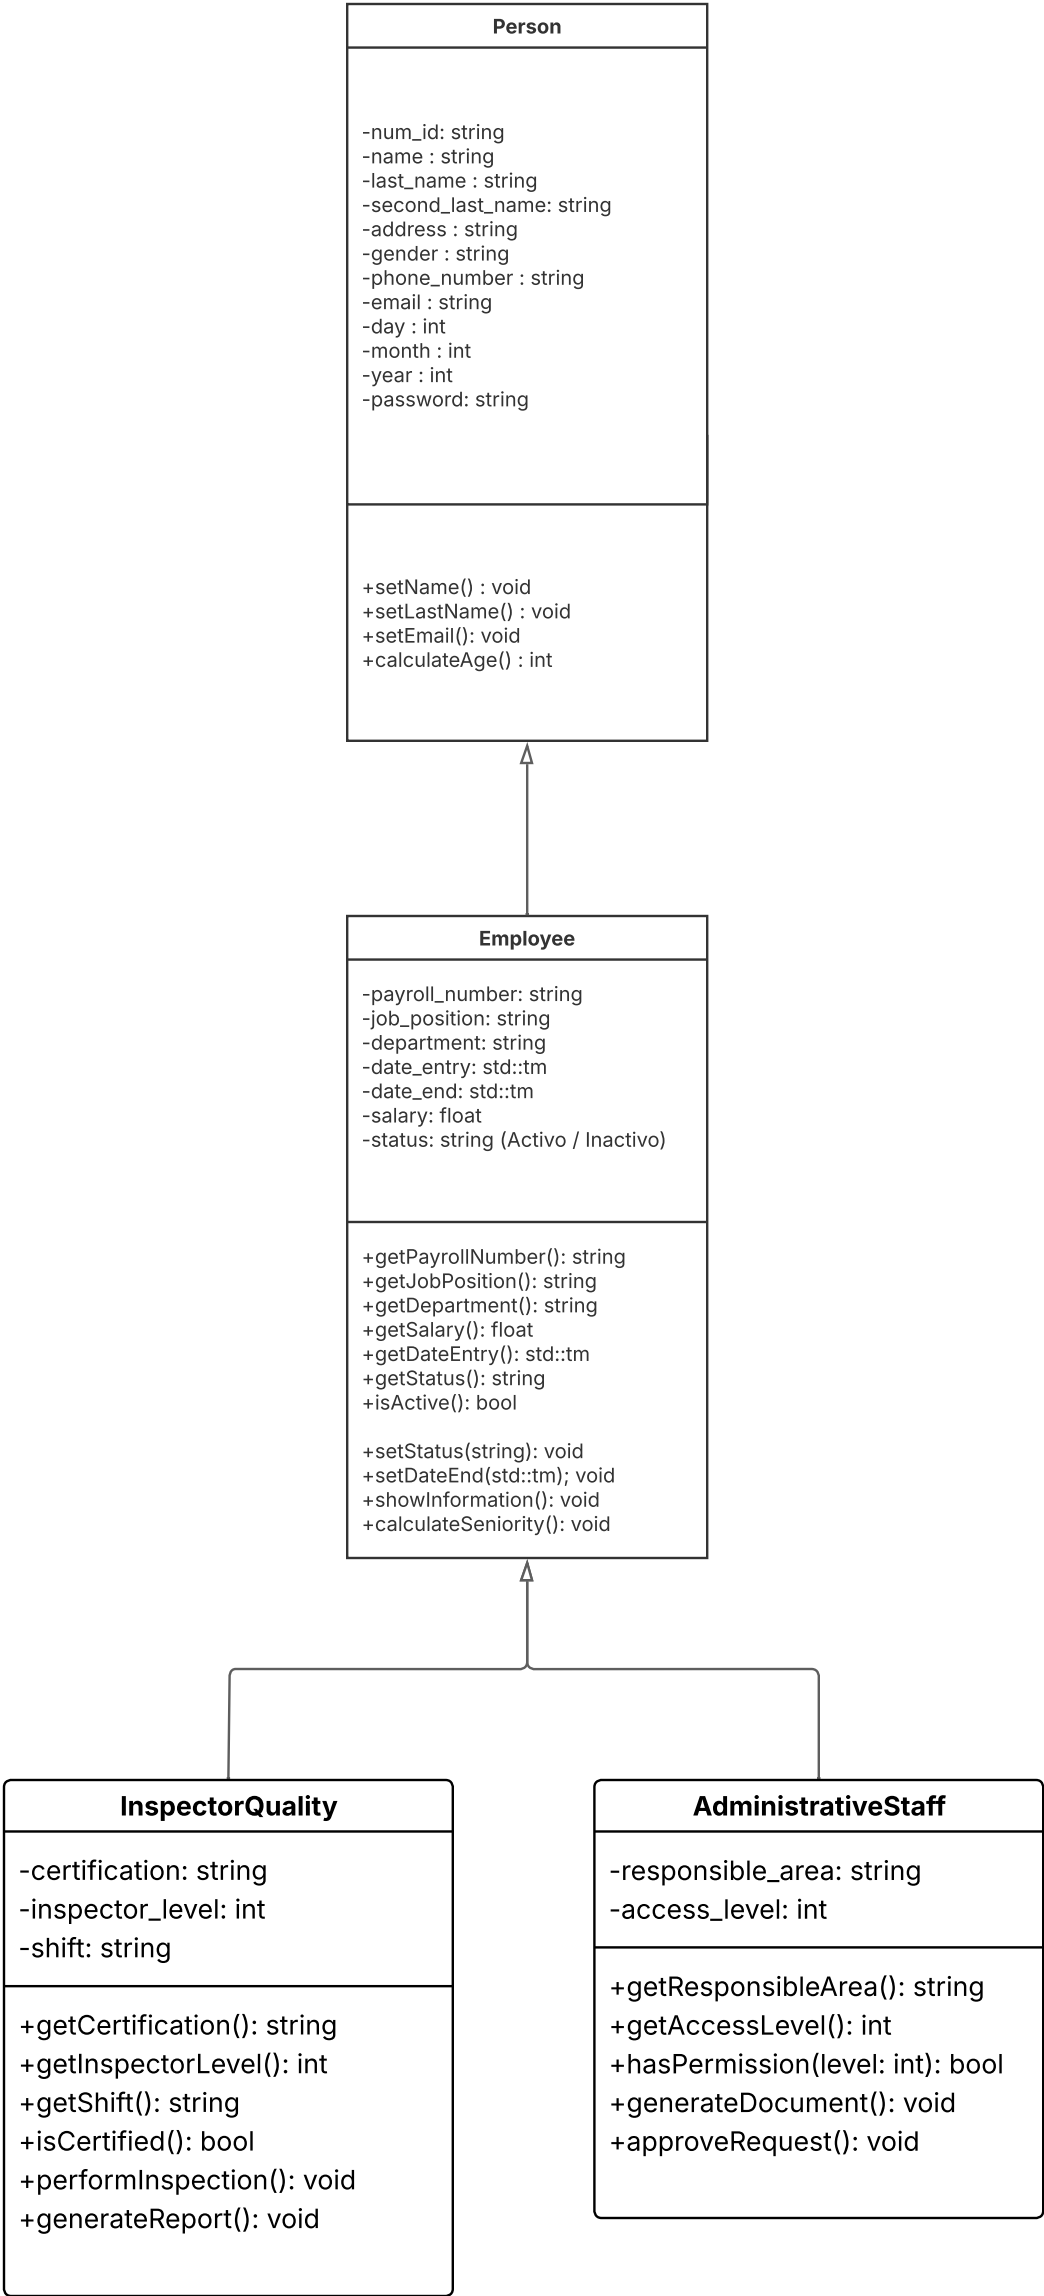 Person
-num_id: string
-name : string
-last_name : string
-second_last_name: string
-address : string
-gender : string
-phone_number : string
-email : string
-day : int
-month : int
-year : int
-password: string
+setName() : void
+setLastName() : void
+setEmail(): void
+calculateAge() : int
Employee
-payroll_number: string
-job_position: string
-department: string
-date_entry: std::tm
-date_end: std::tm
-salary: float
-status: string (Activo / Inactivo)
+getPayrollNumber(): string
+getJobPosition(): string
+getDepartment(): string
+getSalary(): float
+getDateEntry(): std::tm
+getStatus(): string
+isActive(): bool
+setStatus(string): void
+setDateEnd(std::tm); void
+showInformation(): void
+calculateSeniority(): void
InspectorQuality
-certification: string
-inspector_level: int
-shift: string
+getCertification(): string
+getInspectorLevel(): int
+getShift(): string
+isCertified(): bool
+performInspection(): void
+generateReport(): void
AdministrativeStaff
-responsible_area: string
-access_level: int
+getResponsibleArea(): string
+getAccessLevel(): int
+hasPermission(level: int): bool
+generateDocument(): void
+approveRequest(): void